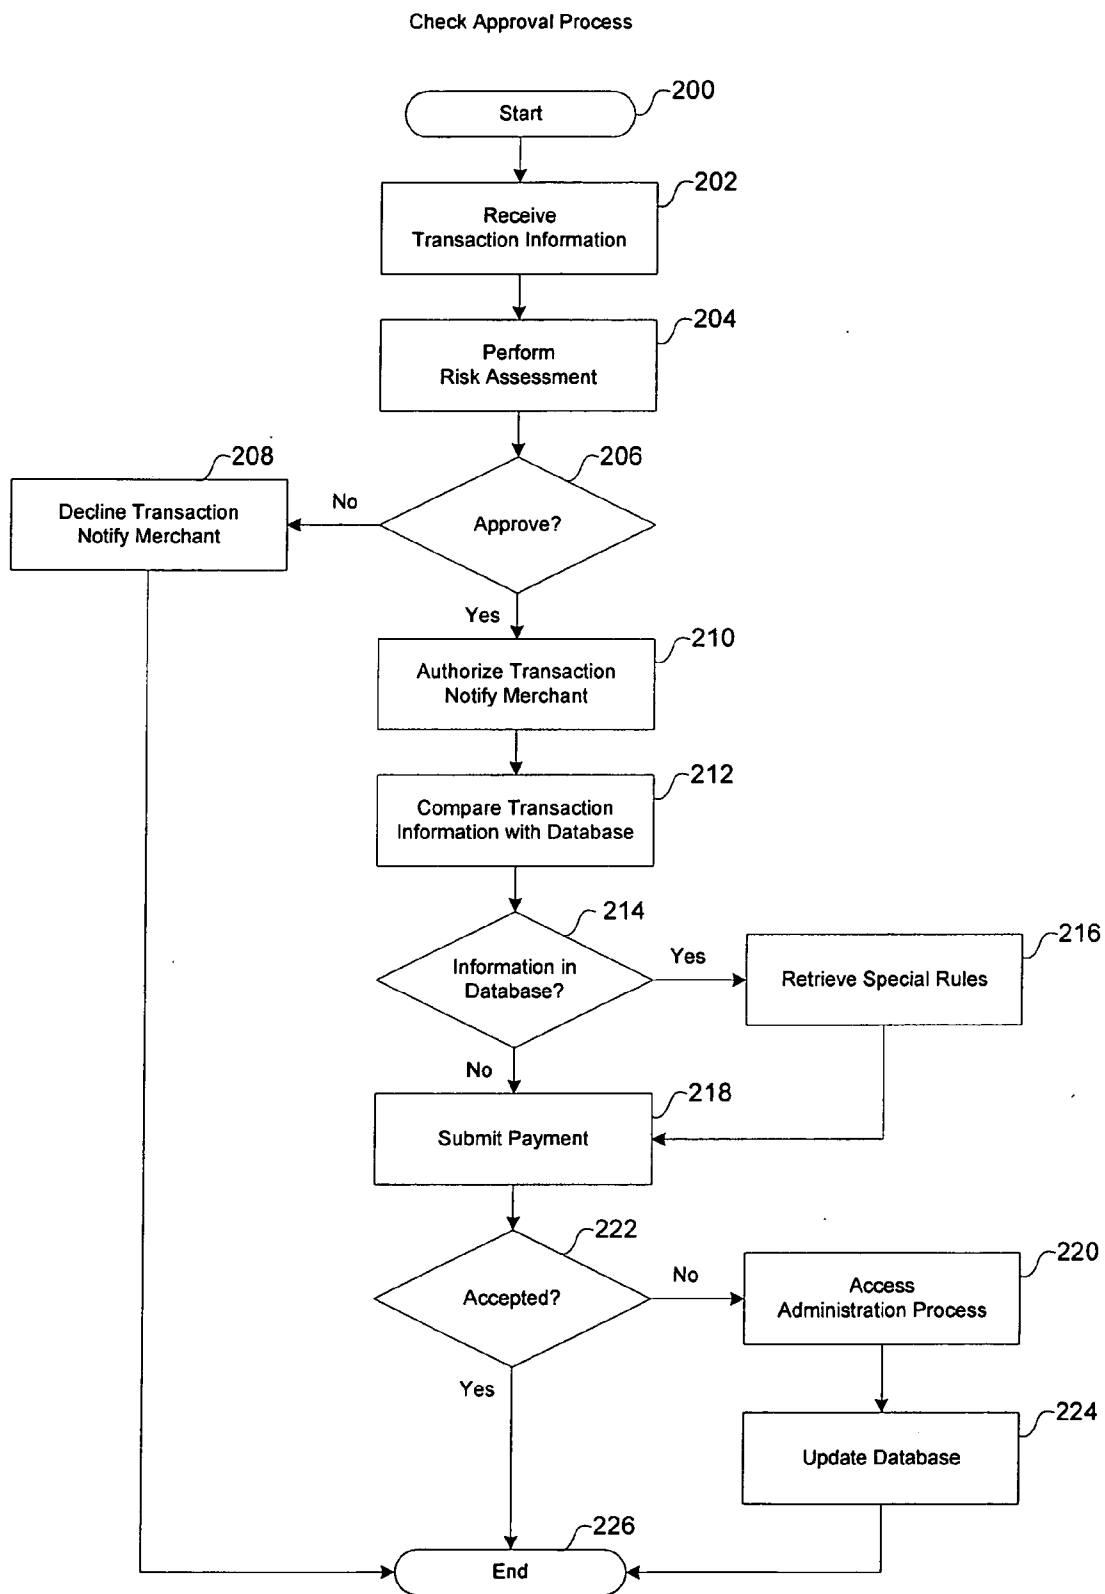 Check Approval Process
Start
200
202
Receive
Transaction Information
204
Perform
Risk Assessment
208
206
Decline Transaction
Notify Merchant
No
Approve?
Yes
210
Authorize Transaction
Notify Merchant
212
Compare Transaction
Information with Database
214
216
Information in
Database?
Yes
Retrieve Special Rules
No
218
Submit Payment
222
220
Accepted?
No
Access
Administration Process
Yes
224
Update Database
226
End